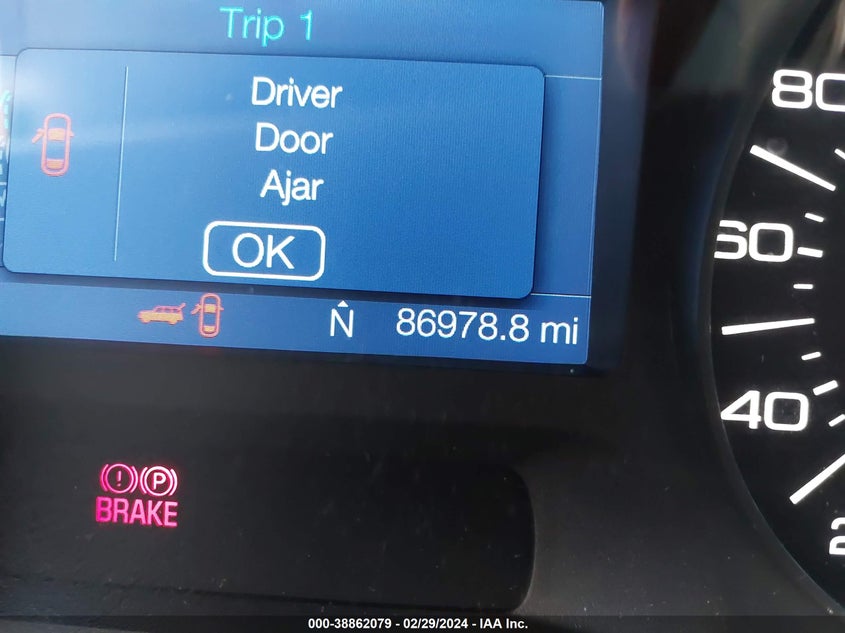 Trip 1
Driver
Door
Ajar
OK
N 86978.8 mi
80
60
40
2
(!) (P)
BRAKE
000-38862079 - 02/29/2024 - IAA Inc.